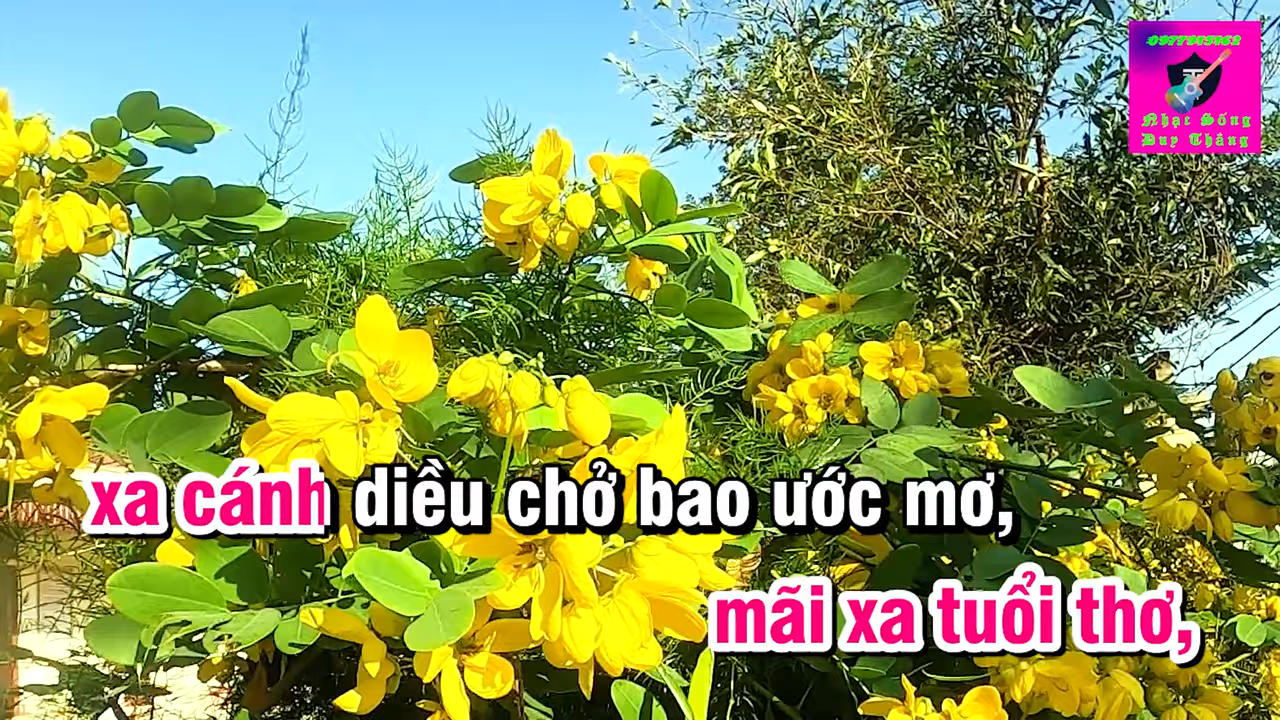 Nhạc Sống
Duy Thắng
xa cánh diều chở bao ước mơ,
mãi xa tuổi thơ,